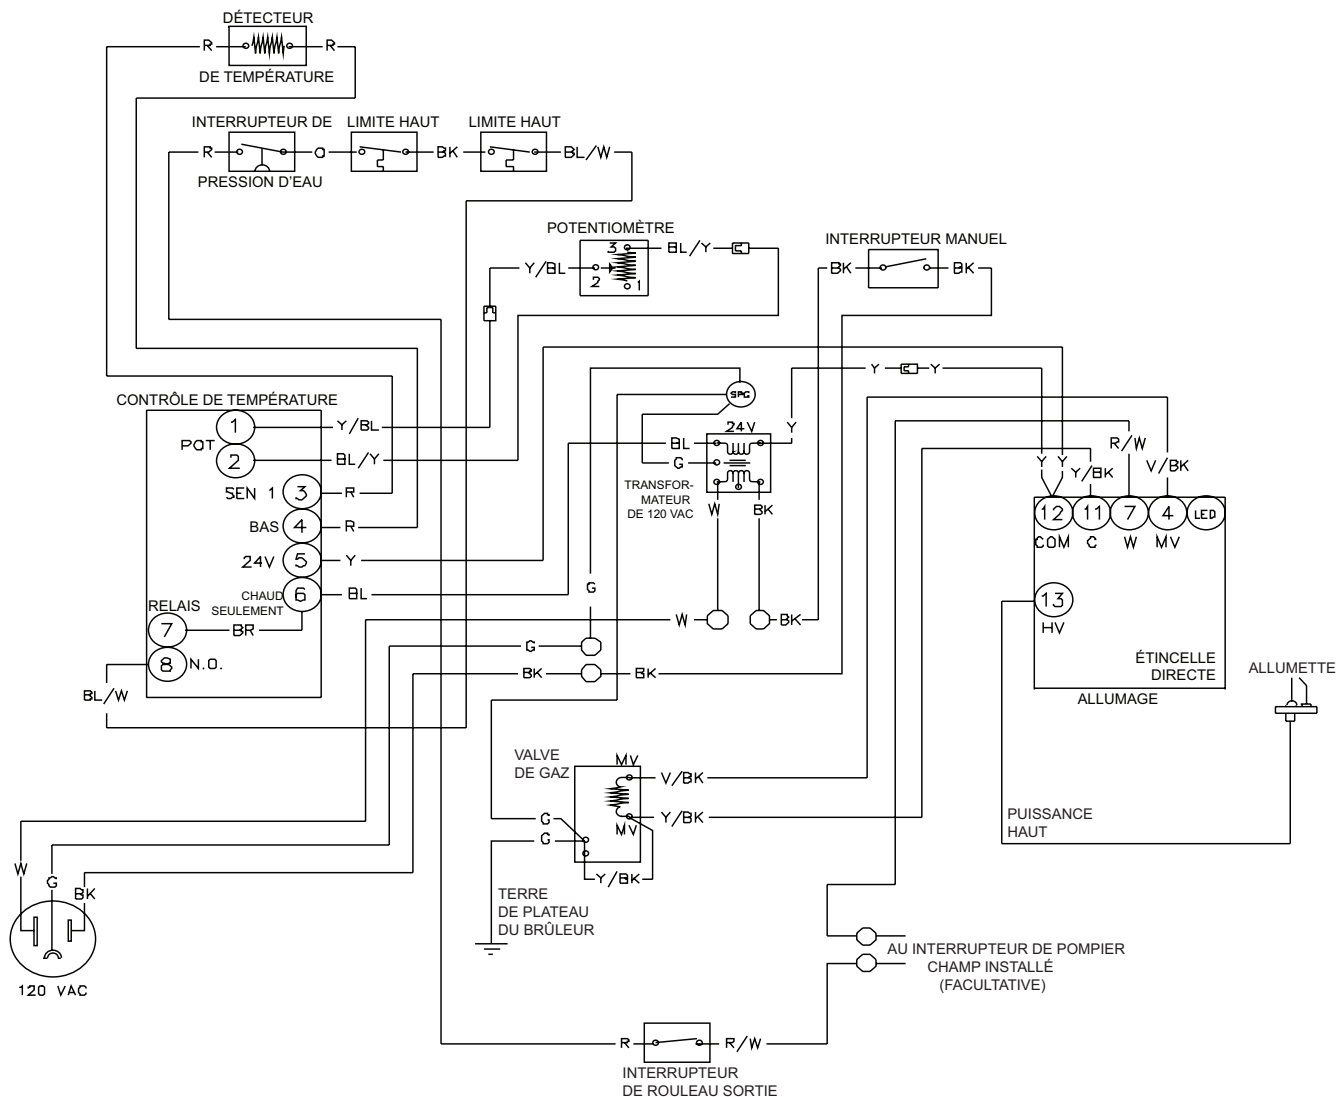 DÉTECTEUR
R R
DE TEMPÉRATURE
INTERRUPTEUR DE LIMITE HAUT LIMITE HAUT
R O BK BL/W
PRESSION D'EAU
POTENTIOMÈTRE
3 BL/Y
Y/BL 2 1
INTERRUPTEUR MANUEL
BK BK
Y Y
SPG
CONTRÔLE DE TEMPÉRATURE
1 Y/BL
POT
2 BL/Y
SEN 1 3 R
BAS 4 R
24V 5 Y
CHAUD
SEULEMENT 6 BL
RELAIS
7 BR
8 N.O.
BL/W
24V
BL Y
G
TRANSFOR-
MATEUR
DE 120 VAC
W BK
G
W BK
G
BK BK
R/W
Y Y Y/BK V/BK
12 11 7 4 LED
COM G W MV
13
HV
ÉTINCELLE
DIRECTE
ALLUMAGE
ALLUMETTE
PUISSANCE
HAUT
VALVE
DE GAZ
MV V/BK
MV Y/BK
G
G
Y/BK
TERRE
DE PLATEAU
DU BRÛLEUR
W
G
BK
120 VAC
AU INTERRUPTEUR DE POMPIER
CHAMP INSTALLÉ
(FACULTATIVE)
R R/W
INTERRUPTEUR
DE ROULEAU SORTIE